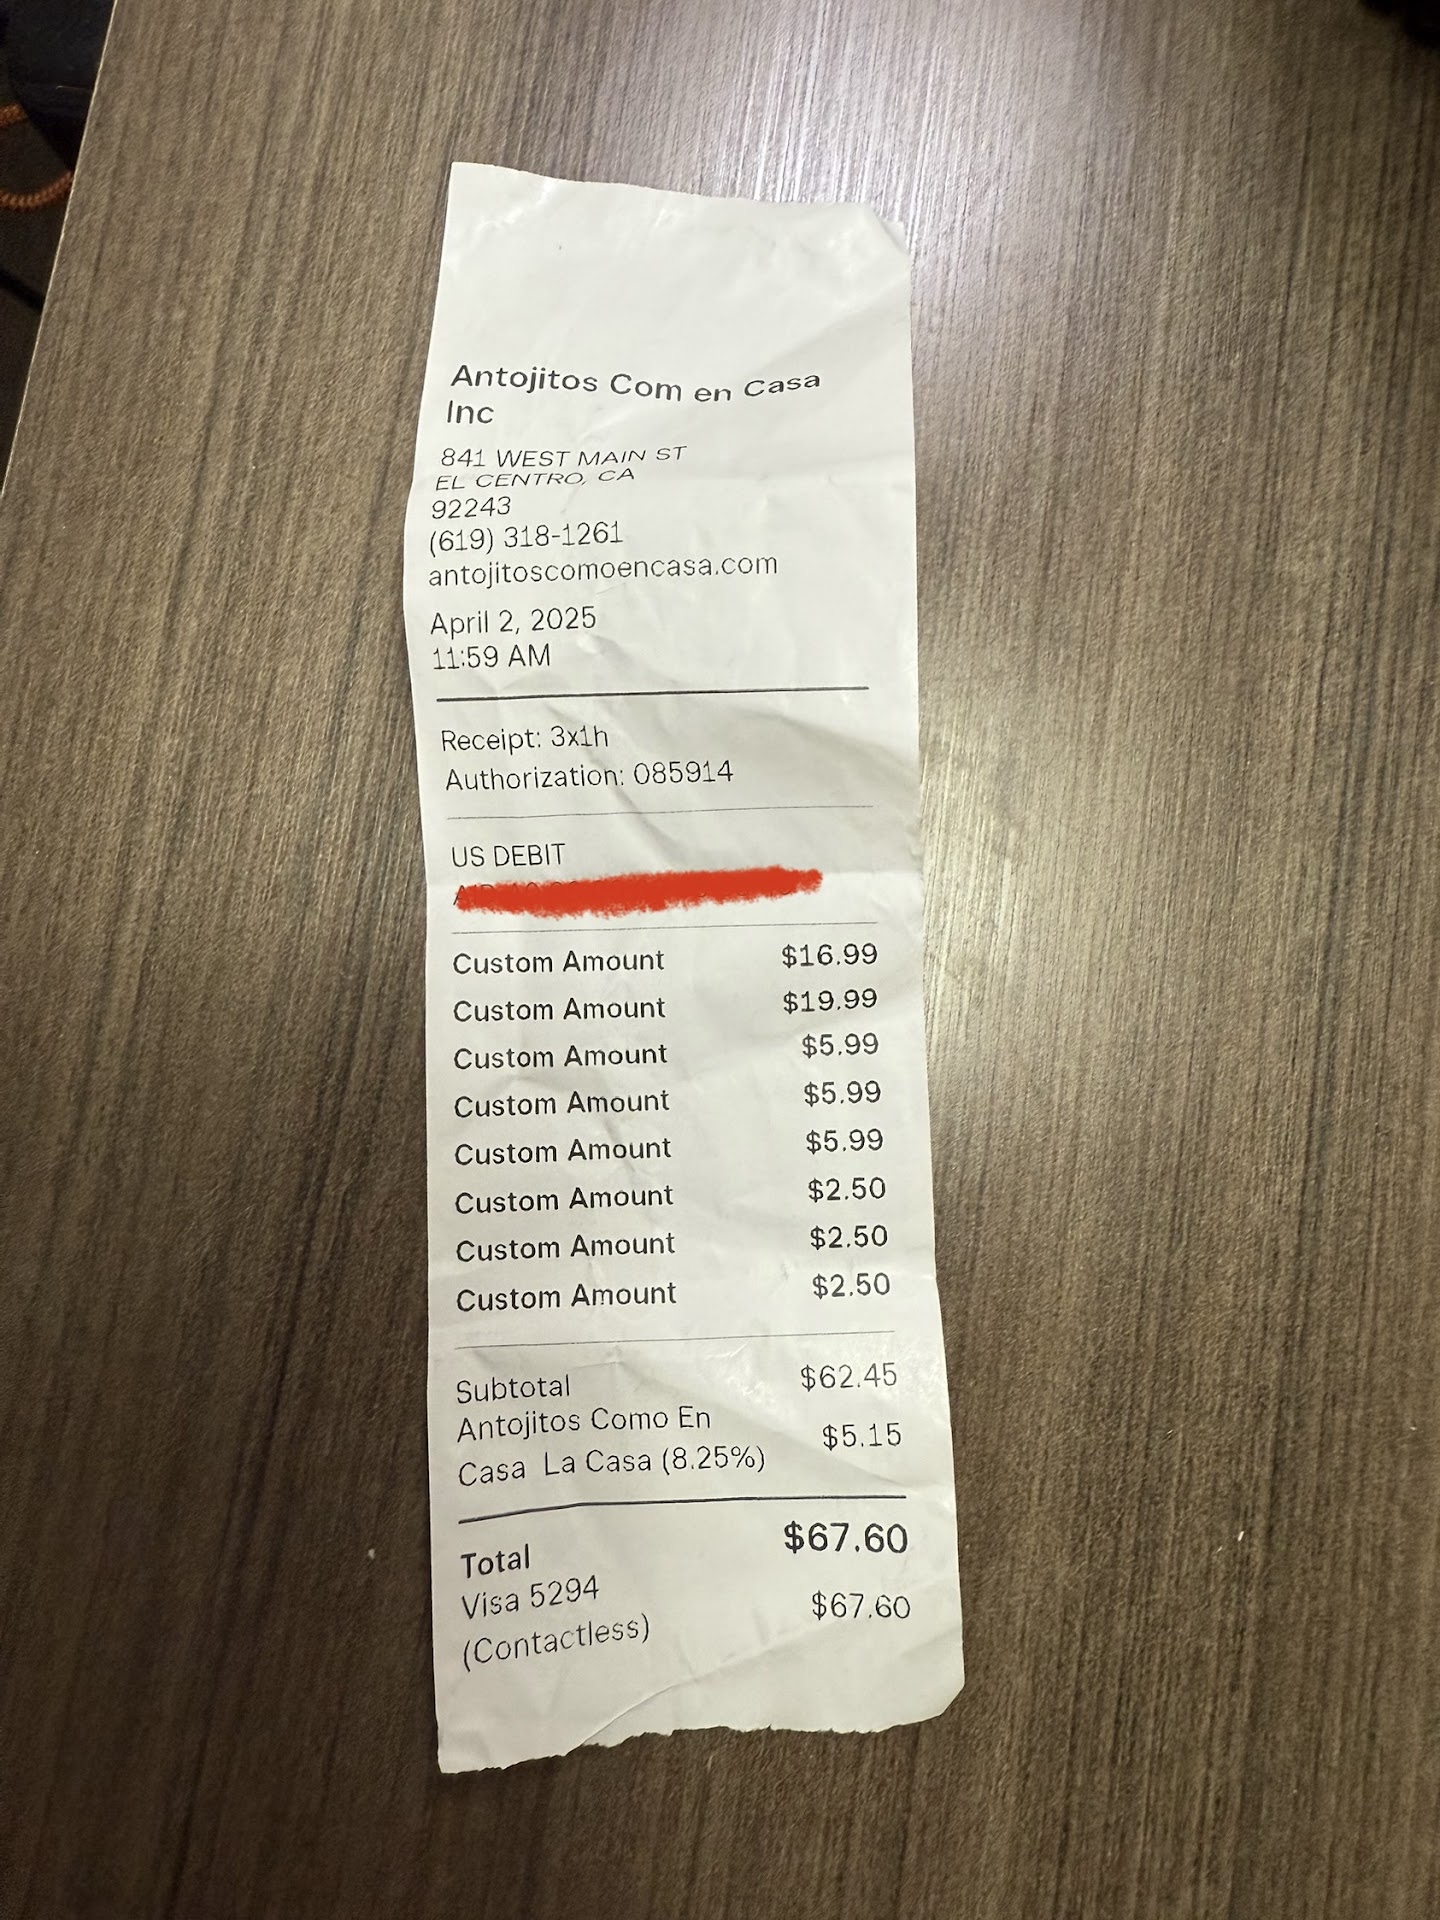 Antojitos Com en Casa
Inc
841 WEST MAIN ST
EL CENTRO, CA
92243
(619) 318-1261
antojitoscomoencasa.com
April 2, 2025
11:59 AM
Receipt: 3x1h
Authorization: 085914
US DEBIT
Custom Amount $16.99
Custom Amount $19.99
Custom Amount $5.99
Custom Amount $5.99
Custom Amount $5.99
Custom Amount $2.50
Custom Amount $2.50
Custom Amount $2.50
Subtotal $62.45
Antojitos Como En
Casa La Casa (8.25%) $5.15
Total $67.60
Visa 5294 $67.60
(Contactless)